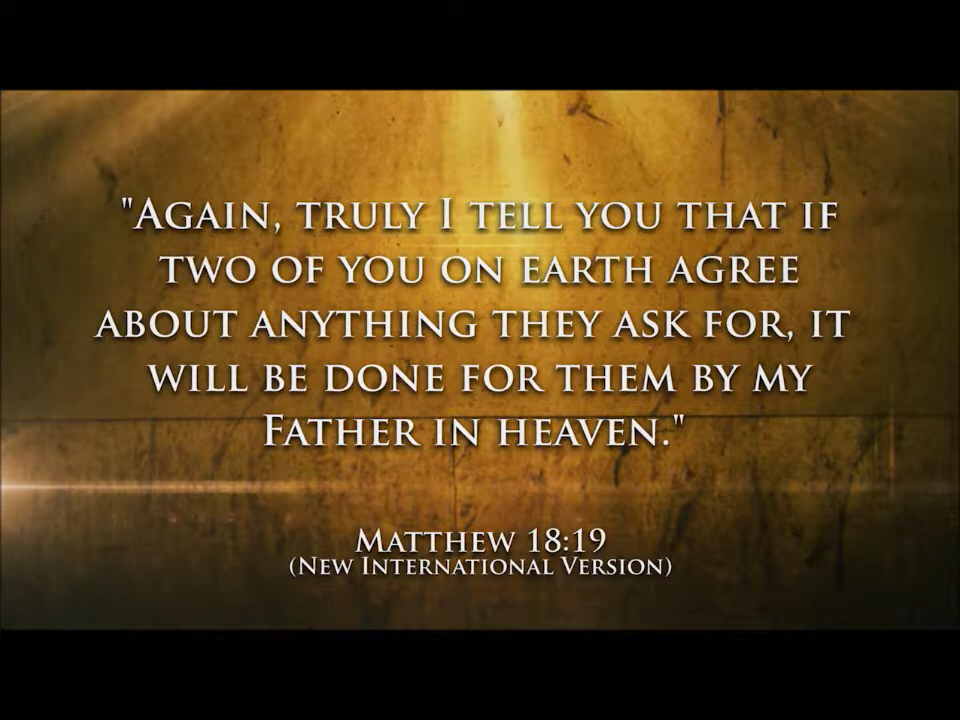 "Again, truly I tell you that if
two of you on earth agree
about anything they ask for, it
will be done for them by my
Father in heaven."
Matthew 18:19
(New International Version)